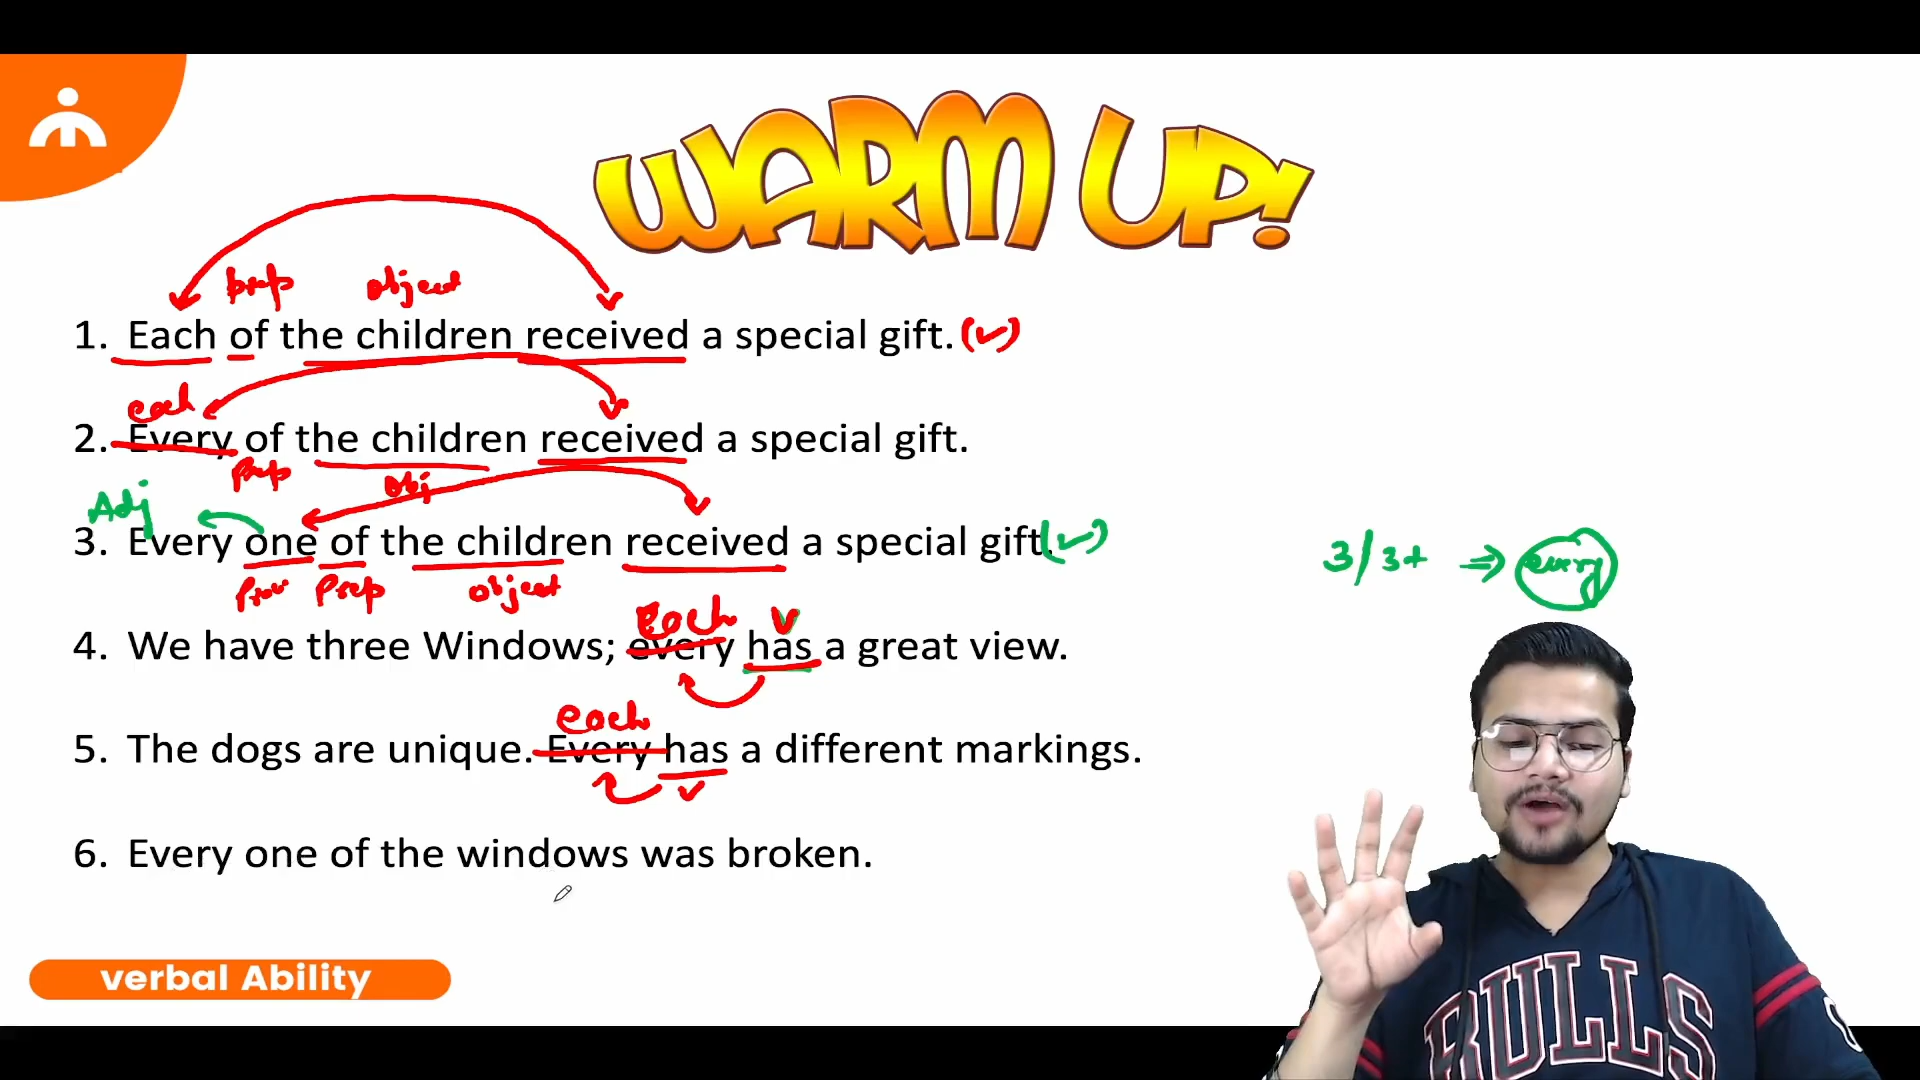 WARM UP!
prep object
1. Each of the children received a special gift. (✓)
each
2. Every of the children received a special gift.
prep obj
Adj
3. Every one of the children received a special gift. (✓)
3/3+ ⇒ every
Pron Prep object
each V
4. We have three Windows; every has a great view.
each
5. The dogs are unique. Every has a different markings.
v
6. Every one of the windows was broken.
verbal Ability
BULLS